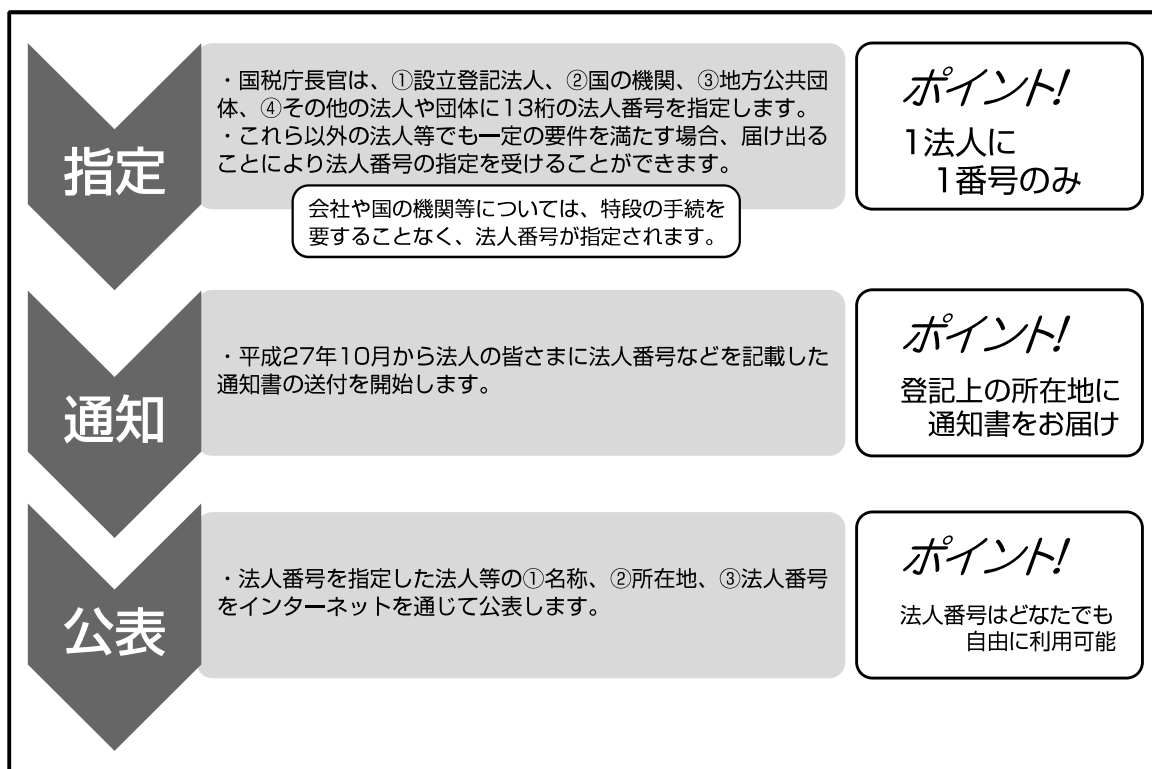 指定
・国税庁長官は、①設立登記法人、②国の機関、③地方公共団
体、④その他の法人や団体に13桁の法人番号を指定します。
・これら以外の法人等でも一定の要件を満たす場合、届け出る
ことにより法人番号の指定を受けることができます。
会社や国の機関等については、特段の手続を
要することなく、法人番号が指定されます。
ポイント!
1法人に
1番号のみ
通知
・平成27年10月から法人の皆さまに法人番号などを記載した
通知書の送付を開始します。
ポイント!
登記上の所在地に
通知書をお届け
公表
・法人番号を指定した法人等の①名称、②所在地、③法人番号
をインターネットを通じて公表します。
ポイント!
法人番号はどなたでも
自由に利用可能